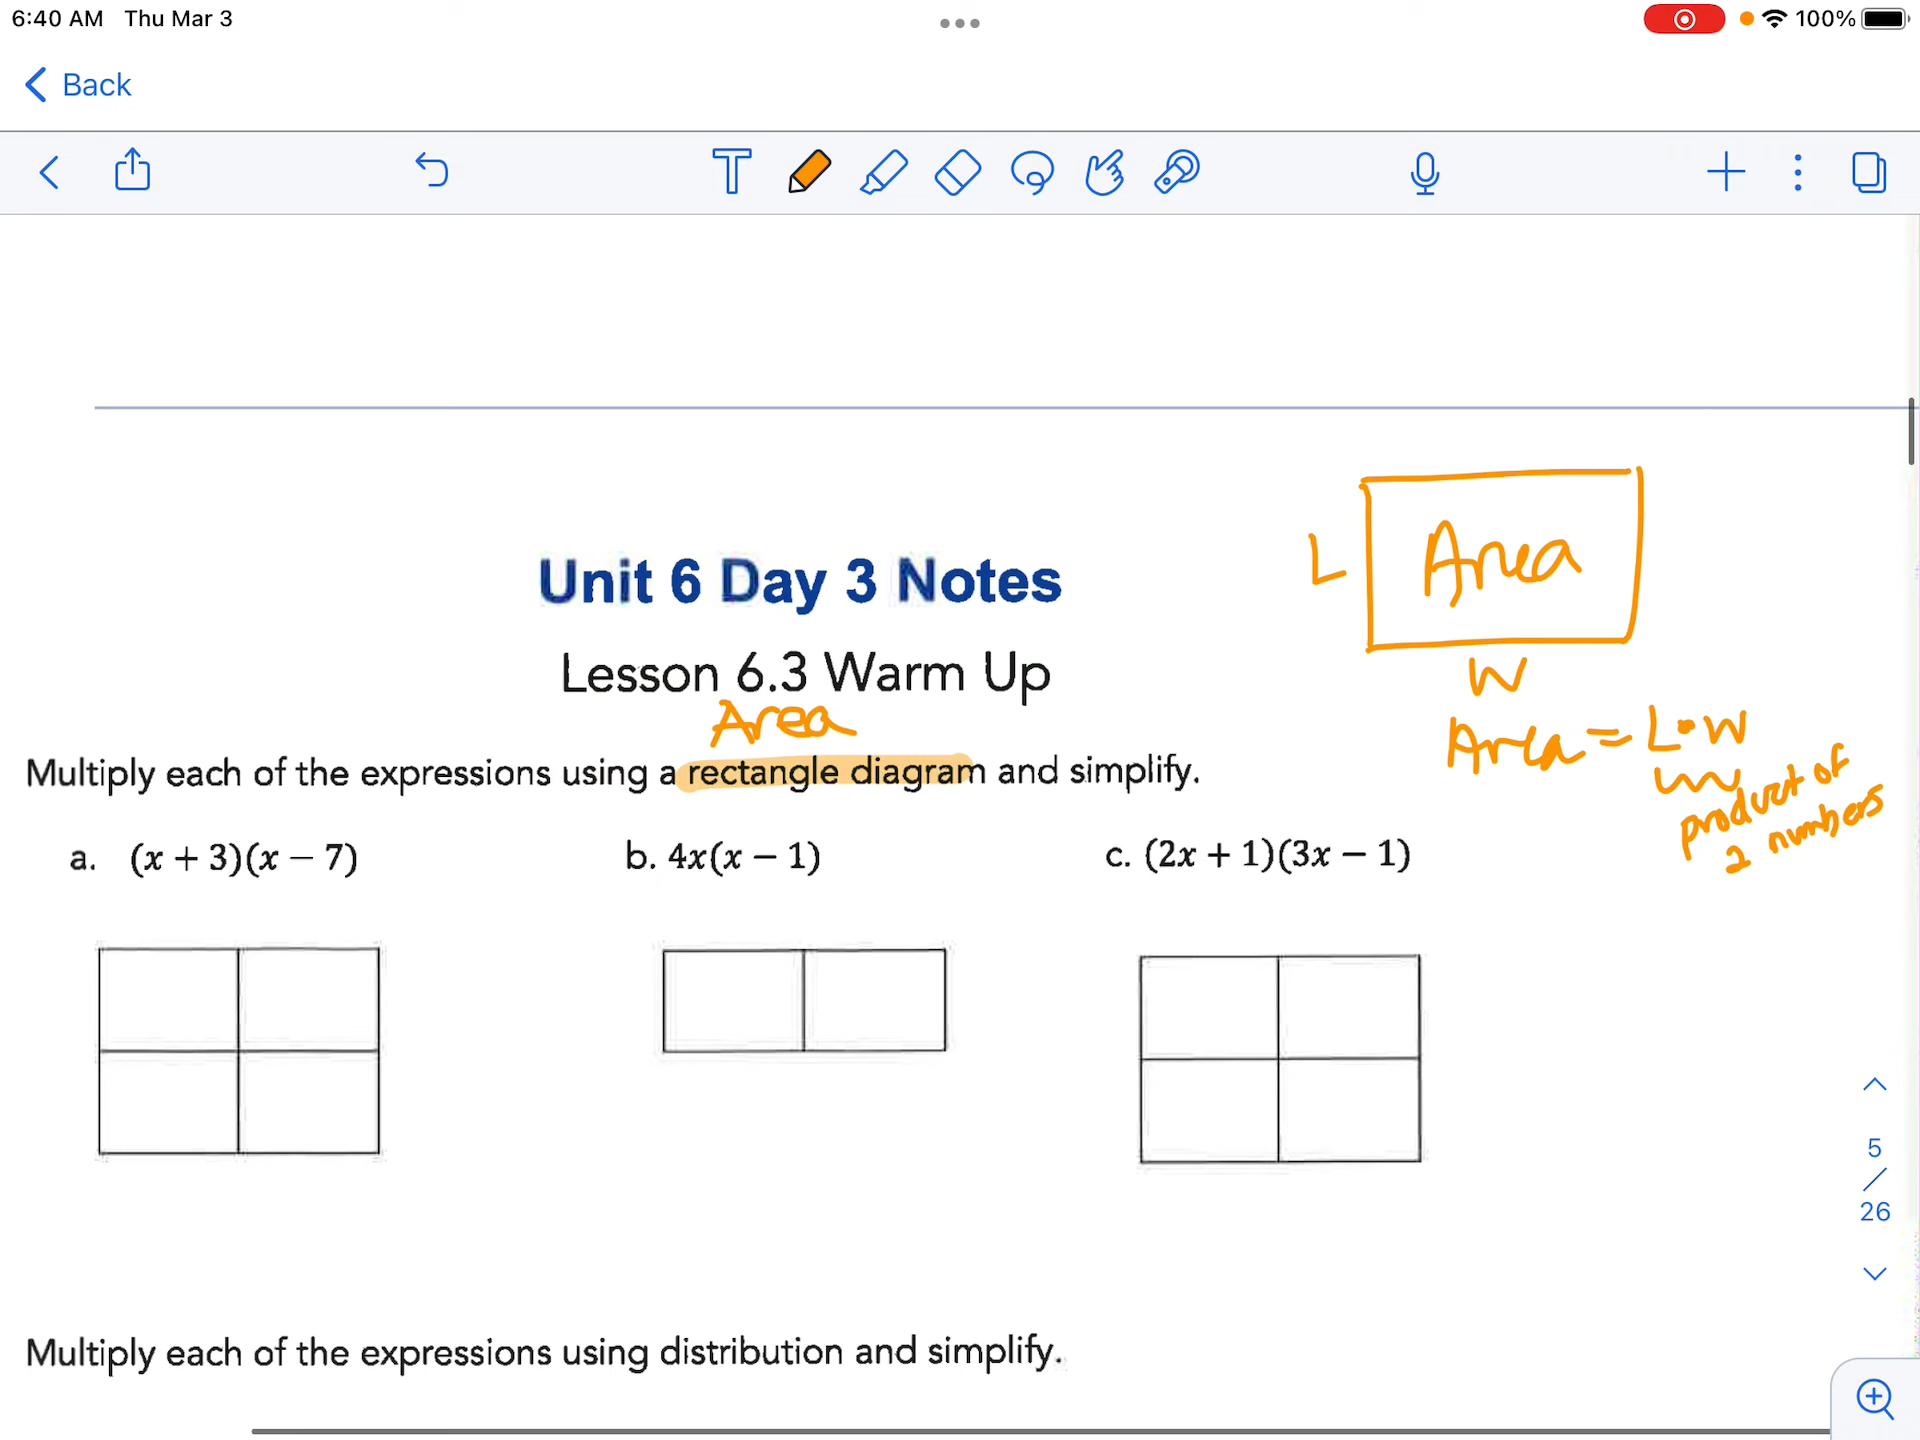 6:40 AM Thu Mar 3
100%
Back
Unit 6 Day 3 Notes
Lesson 6.3 Warm Up
L
Area
W
Area = L • W
product of
2 numbers
Area
Multiply each of the expressions using a rectangle diagram and simplify.
a. (x + 3)(x − 7)
b. 4x(x − 1)
c. (2x + 1)(3x − 1)
5
/
26
Multiply each of the expressions using distribution and simplify.